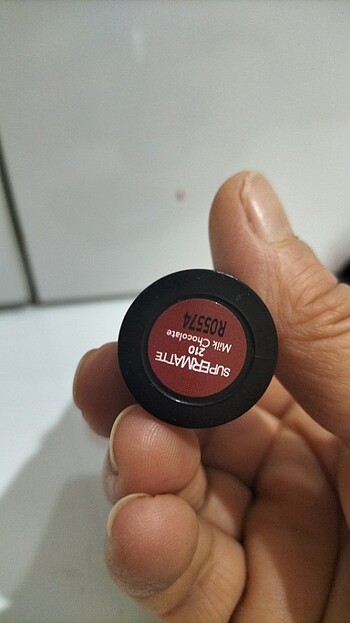 SUPERMATTE
210
Milk Chocolate
R05574